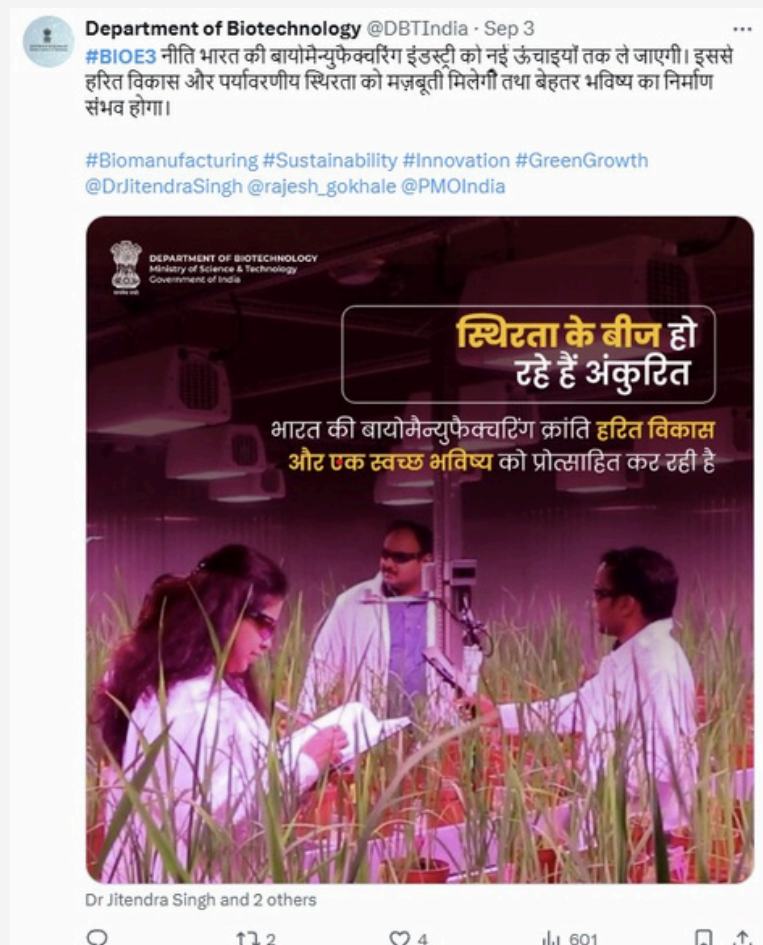 Department of Biotechnology @DBTIndia · Sep 3
#BIOE3 नीति भारत की बायोमैन्युफैक्चरिंग इंडस्ट्री को नई ऊंचाइयों तक ले जाएगी। इससे
हरित विकास और पर्यावरणीय स्थिरता को मज़बूती मिलेगी तथा बेहतर भविष्य का निर्माण
संभव होगा।
#Biomanufacturing #Sustainability #Innovation #GreenGrowth
@DrJitendraSingh @rajesh_gokhale @PMOIndia
DEPARTMENT OF BIOTECHNOLOGY
Ministry of Science & Technology
Government of India
स्थिरता के बीज हो
रहे हैं अंकुरित
भारत की बायोमैन्युफैक्चरिंग क्रांति हरित विकास
और एक स्वच्छ भविष्य को प्रोत्साहित कर रही है
Dr Jitendra Singh and 2 others
2 4 601